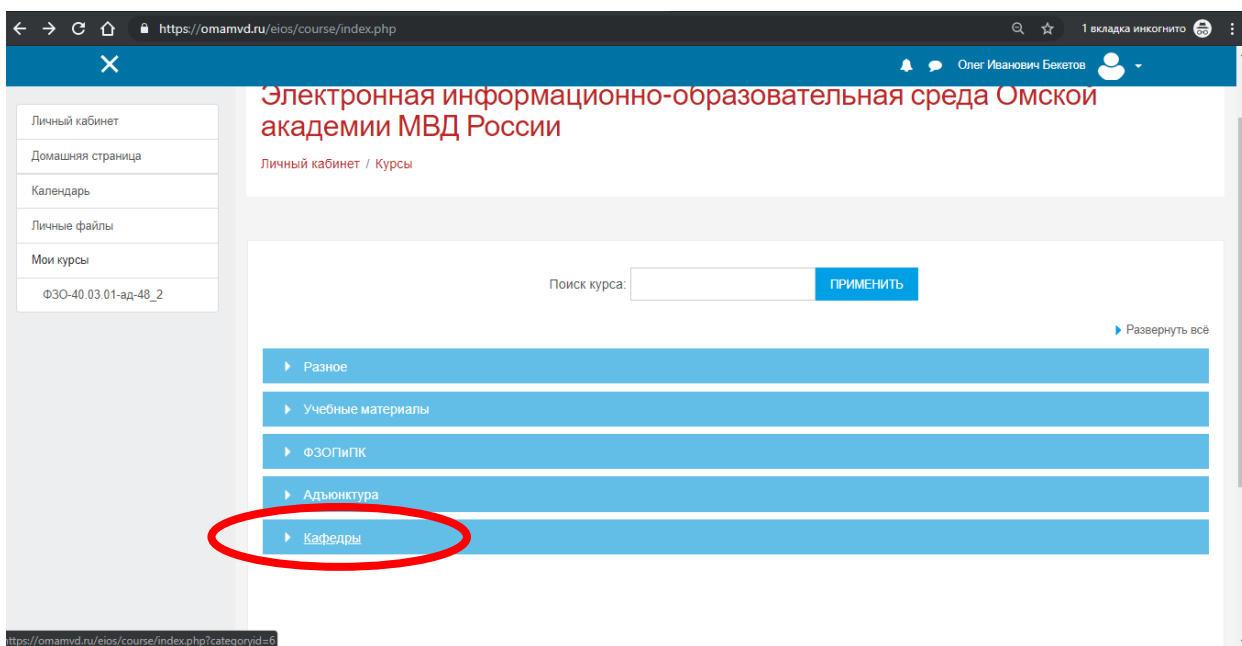 https://omamvd.ru/eios/course/index.php
1 вкладка инкогнито
Олег Иванович Бекетов
Электронная информационно-образовательная среда Омской
академии МВД России
Личный кабинет / Курсы
Личный кабинет
Домашняя страница
Календарь
Личные файлы
Мои курсы
ФЗО-40.03.01-ад-48_2
Поиск курса:
ПРИМЕНИТЬ
Развернуть всё
Разное
Учебные материалы
ФЗОПиПК
Адъюнктура
Кафедры
https://omamvd.ru/eios/course/index.php?categoryid=6